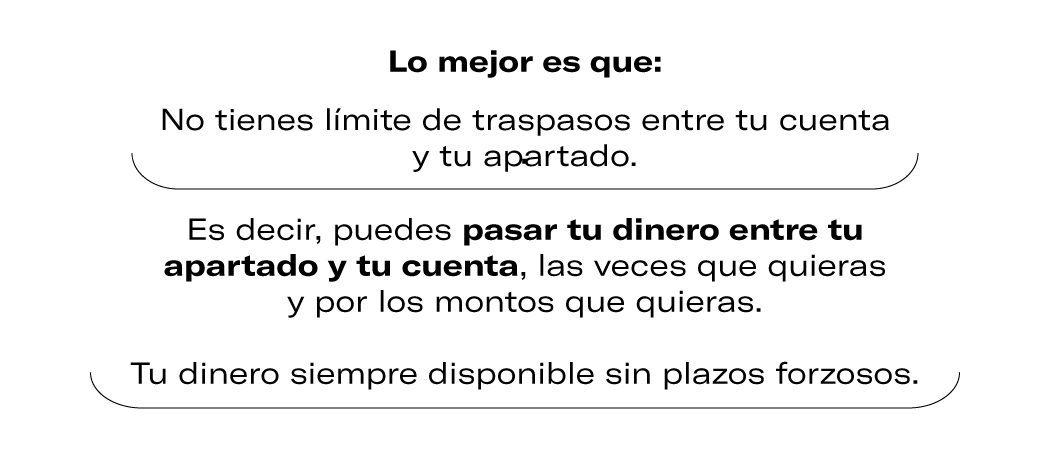 Lo mejor es que:
No tienes límite de traspasos entre tu cuenta
y tu apartado.
Es decir, puedes pasar tu dinero entre tu
apartado y tu cuenta, las veces que quieras
y por los montos que quieras.
Tu dinero siempre disponible sin plazos forzosos.